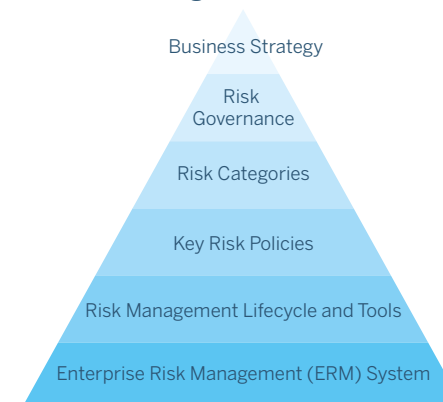 Business Strategy
Risk
Governance
Risk Categories
Key Risk Policies
Risk Management Lifecycle and Tools
Enterprise Risk Management (ERM) System